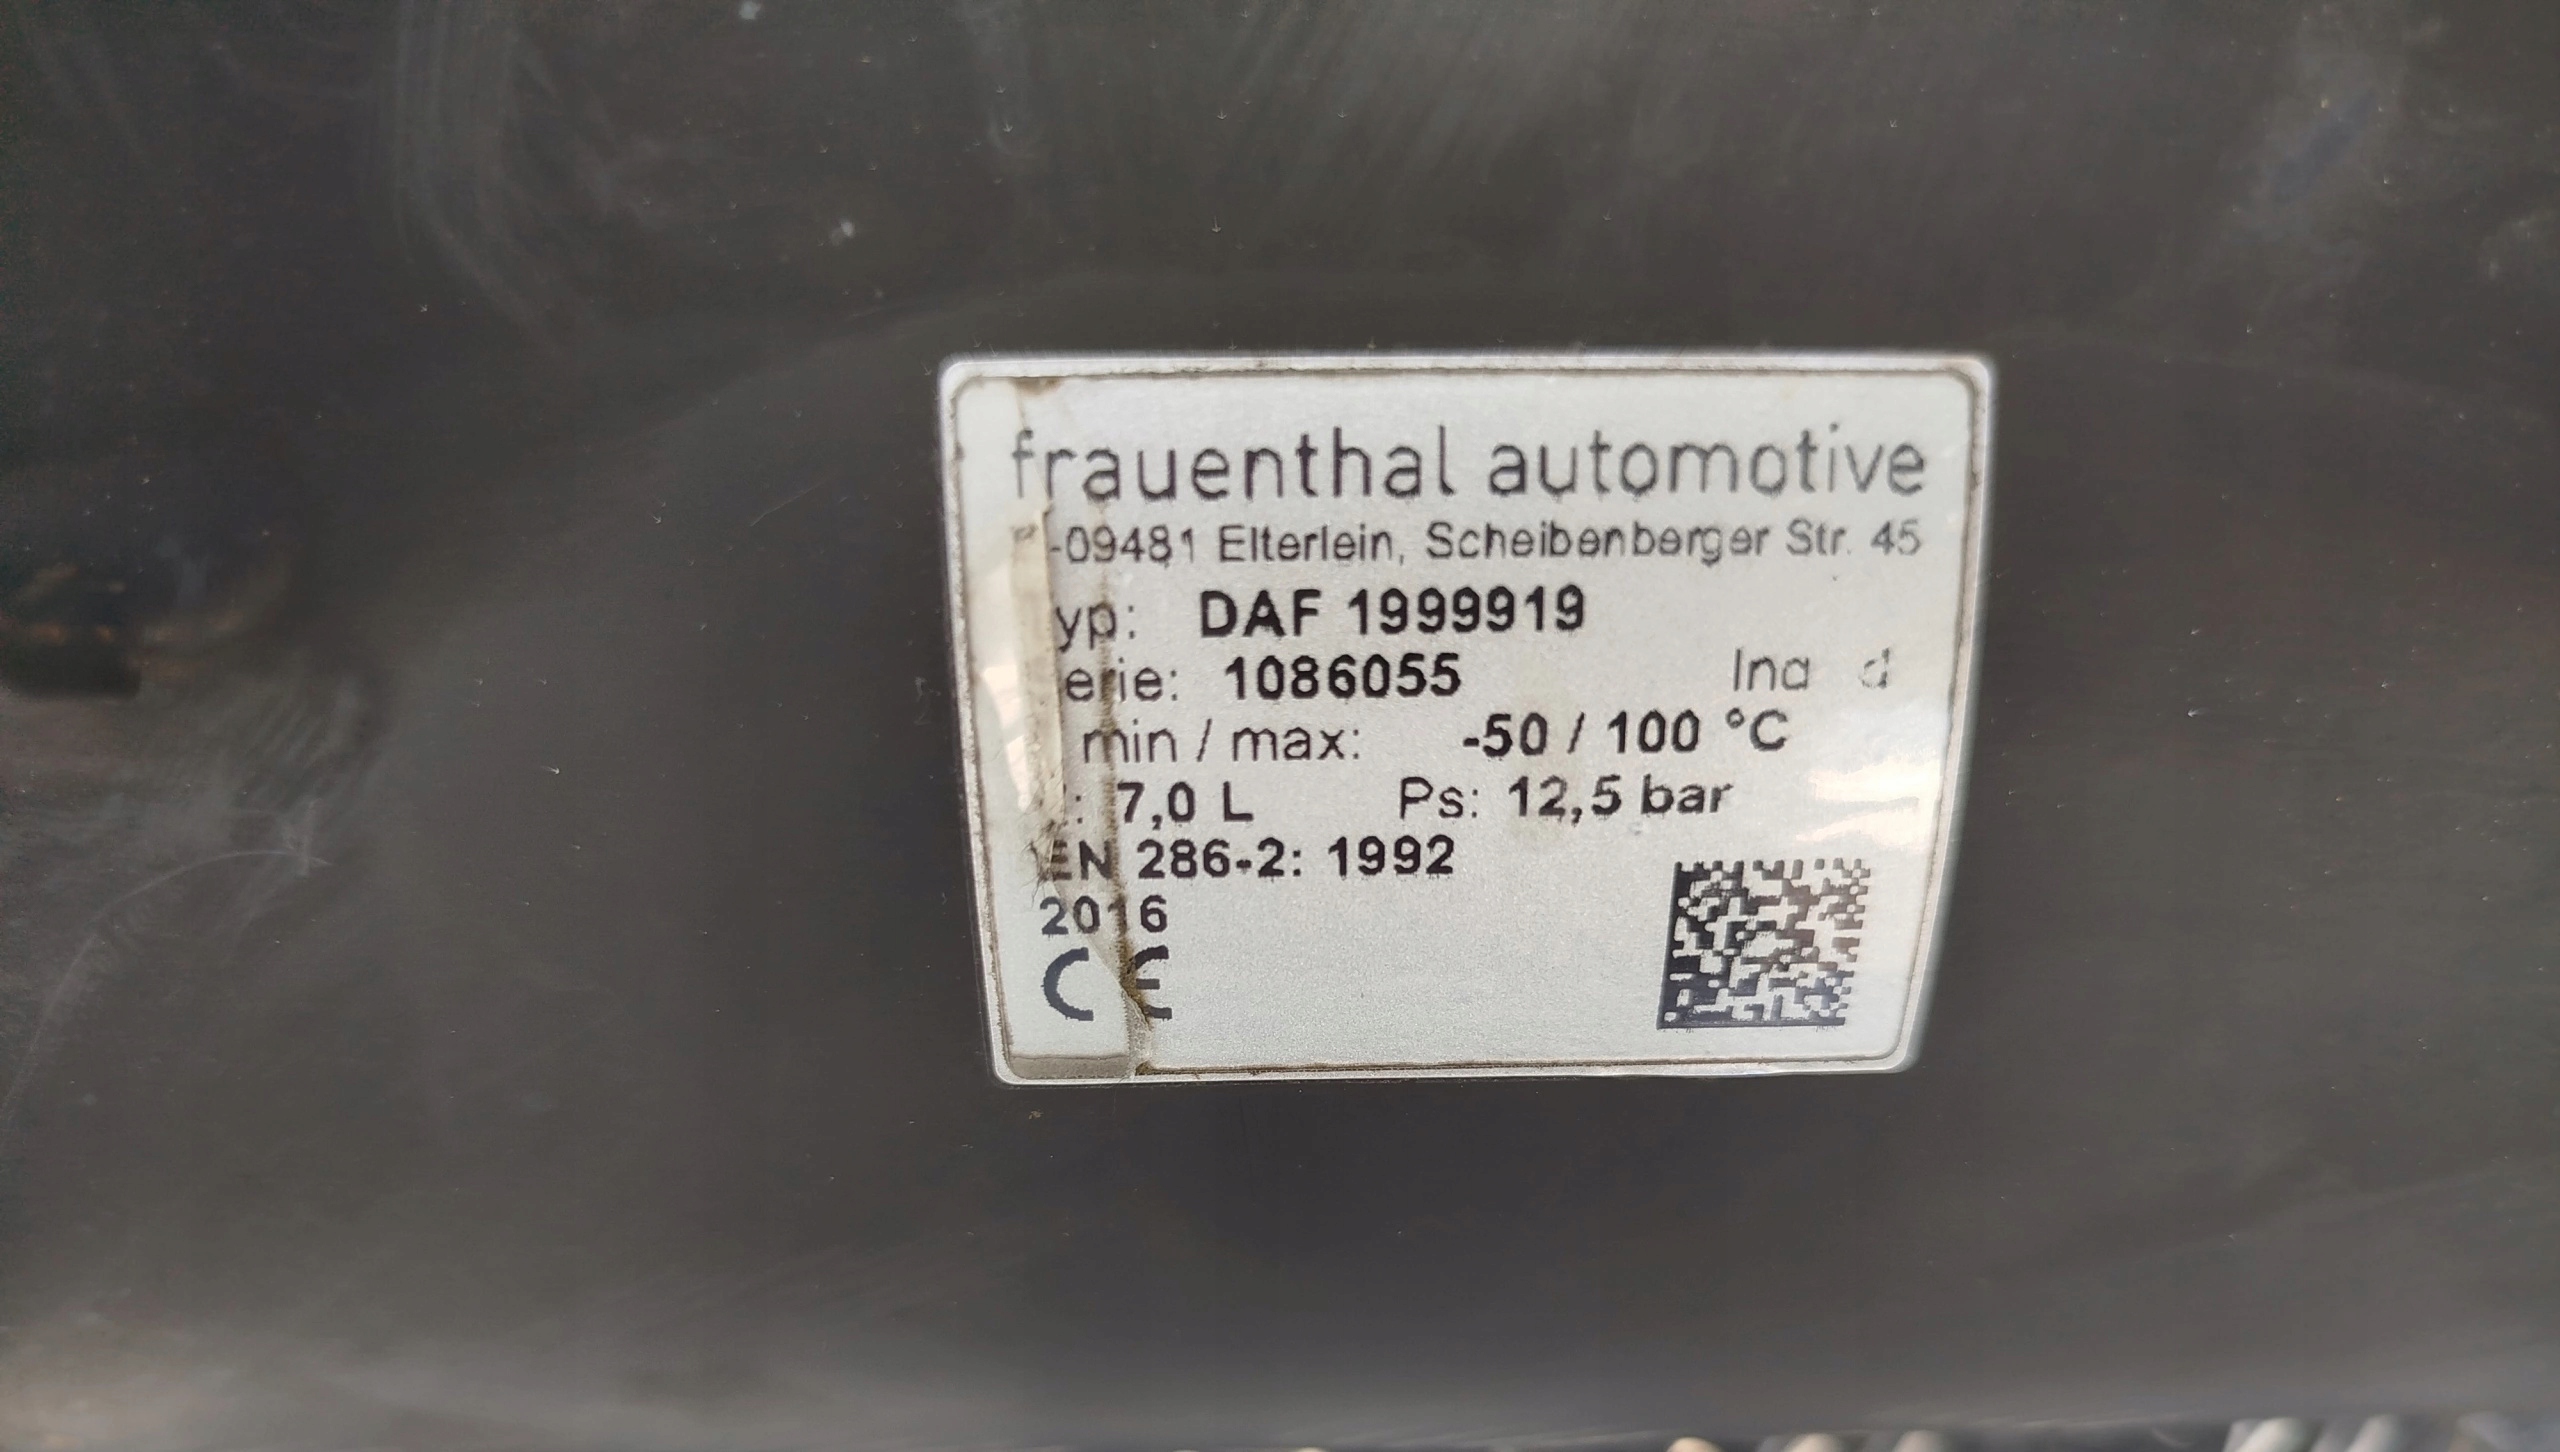 frauenthal automotive
-09481 Elterlein, Scheibenberger Str. 45
yp: DAF 1999919
erie: 1086055
min / max: -50 / 100 °C
7,0 L Ps: 12,5 bar
EN 286-2: 1992
2016
CE